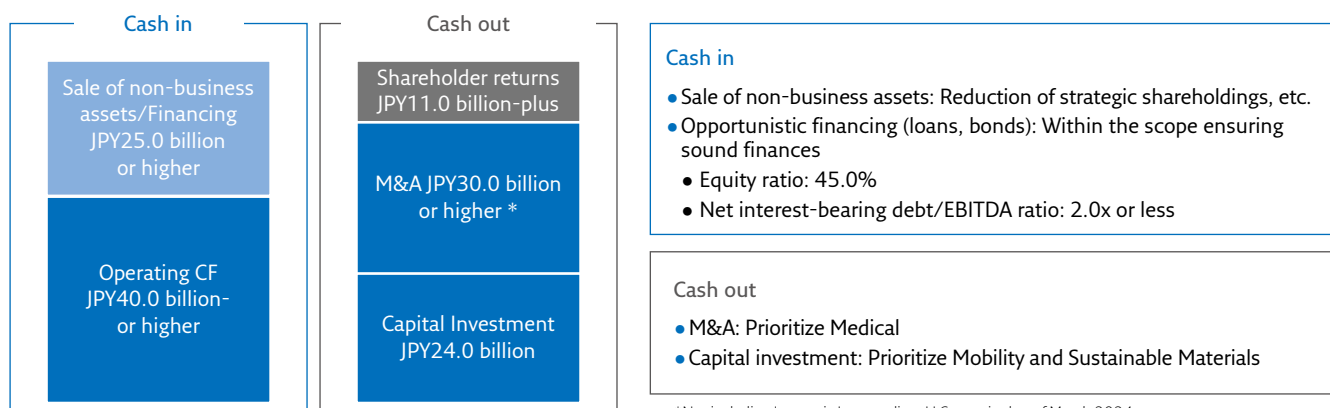 Cash in
Sale of non-business
assets/Financing
JPY25.0 billion
or higher
Operating CF
JPY40.0 billion-
or higher
Cash out
Shareholder returns
JPY11.0 billion-plus
M&A JPY30.0 billion
or higher *
Capital Investment
JPY24.0 billion
Cash in
● Sale of non-business assets: Reduction of strategic shareholdings, etc.
● Opportunistic financing (loans, bonds): Within the scope ensuring
sound finances
● Equity ratio: 45.0%
● Net interest-bearing debt/EBITDA ratio: 2.0x or less
Cash out
● M&A: Prioritize Medical
● Capital investment: Prioritize Mobility and Sustainable Materials